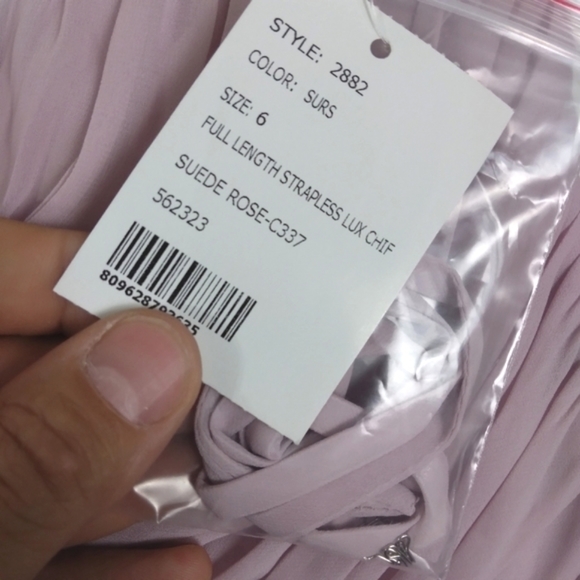 STYLE: 2882
COLOR: SURS
SIZE: 6
FULL LENGTH STRAPLESS LUX CHIF
SUEDE ROSE-C337
562323